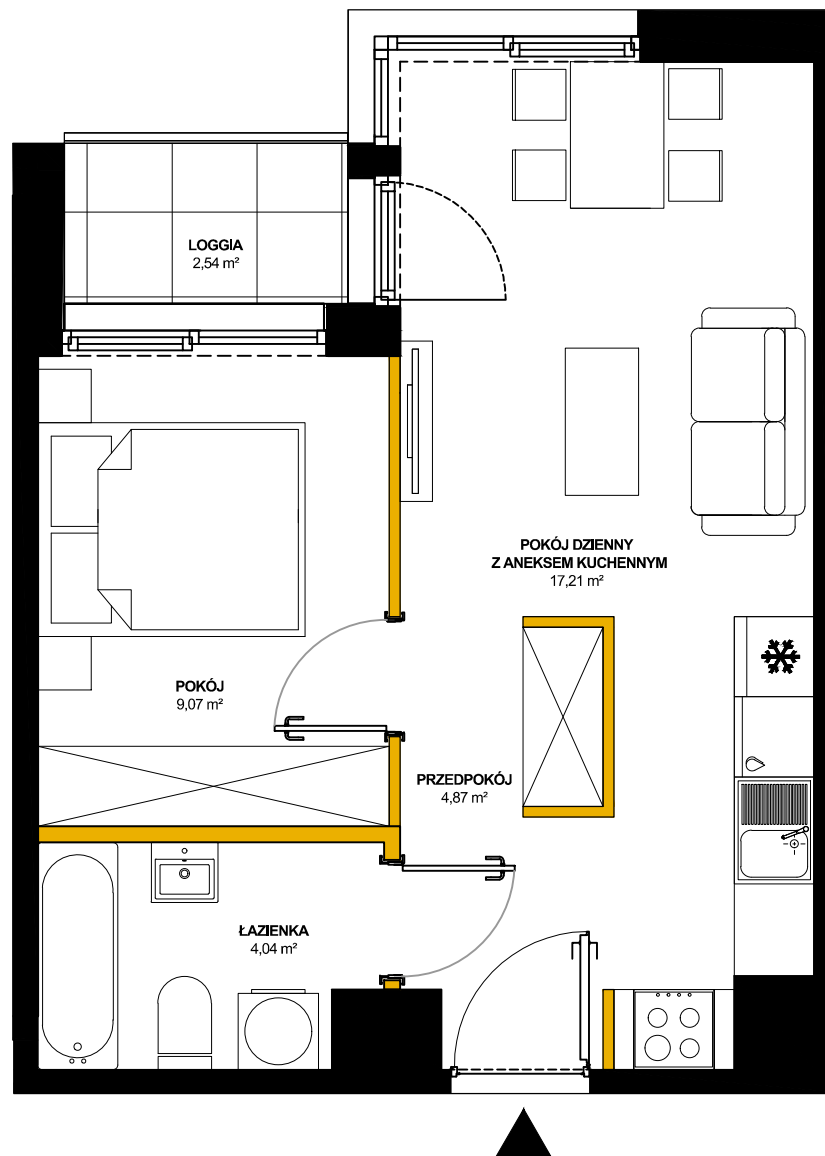 LOGGIA
2,54 m²
POKÓJ DZIENNY
Z ANEKSEM KUCHENNYM
17,21 m²
POKÓJ
9,07 m²
PRZEDPOKÓJ
4,87 m²
ŁAZIENKA
4,04 m²